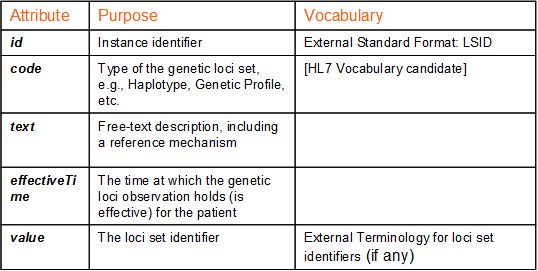 Attribute Purpose Vocabulary
id Instance identifier External Standard Format: LSID
code Type of the genetic loci set, [HL7 Vocabulary candidate]
e.g., Haplotype, Genetic Profile,
etc.
text Free-text description, including
a reference mechanism
effectiveTi The time at which the genetic
me loci observation holds (is
effective) for the patient
value The loci set identifier External Terminology for loci set
identifiers (if any)